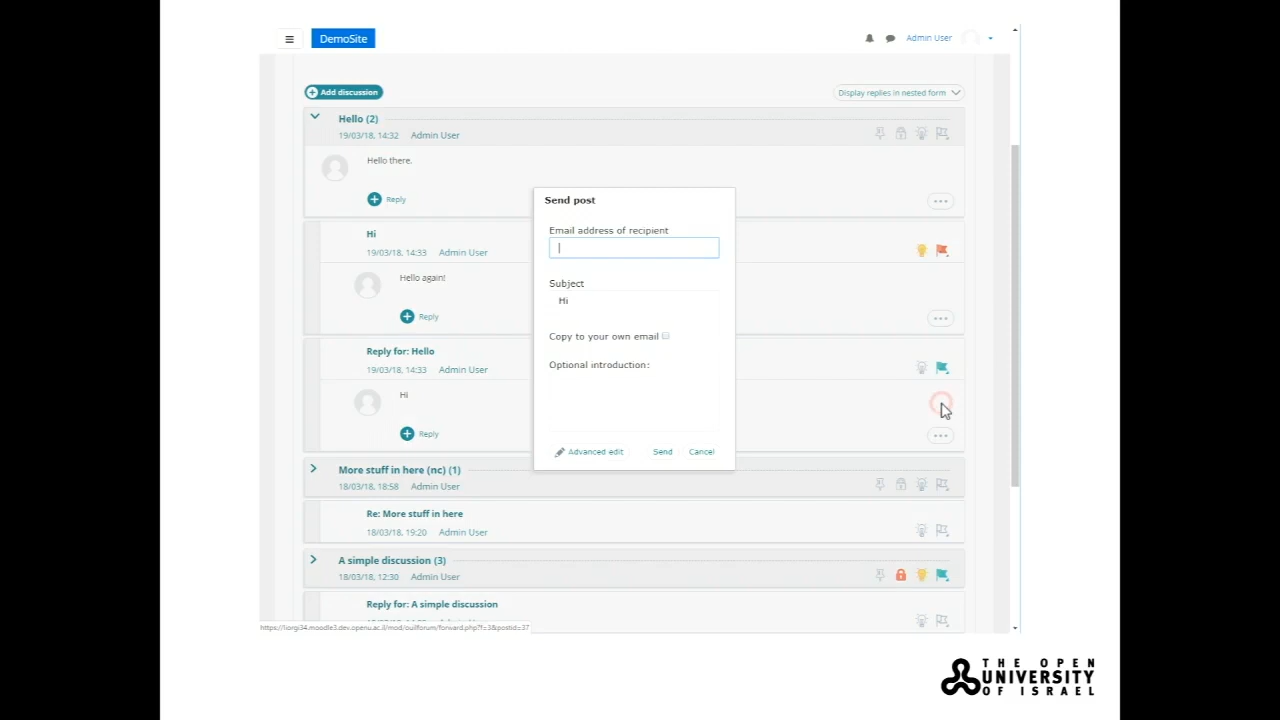 DemoSite
Admin User
Add discussion
Display replies in nested form
Hello (2)
19/03/18, 14:32 Admin User
Hello there.
Reply
Hi
19/03/18, 14:33 Admin User
Hello again!
Reply
Reply for: Hello
19/03/18, 14:33 Admin User
Hi
Reply
Send post
Email address of recipient
Subject
Hi
Copy to your own email
Optional introduction:
Advanced edit Send Cancel
More stuff in here (nc) (1)
18/03/18, 18:58 Admin User
Re: More stuff in here
18/03/18, 19:20 Admin User
A simple discussion (3)
18/03/18, 12:30 Admin User
Reply for: A simple discussion
THE OPEN
UNIVERSITY
OF ISRAEL